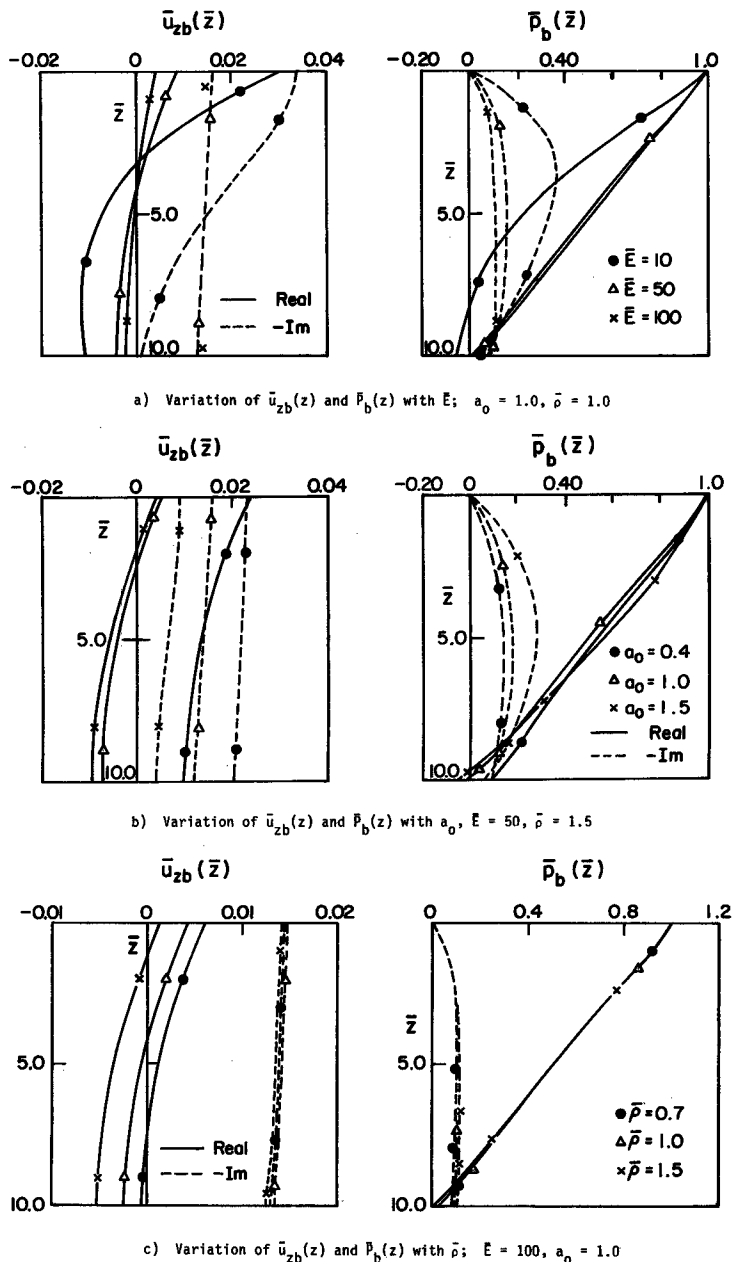 ū_zb(z̄) p̄_b(z̄)
-0.02 0 0.02 0.04 -0.20 0 0.40 1.0
z̄ z̄
5.0 5.0
Real
-Im
10.0
Ē = 10
Ē = 50
Ē = 100
10.0
a) Variation of ū_zb(z) and p̄_b(z) with Ē; a_o = 1.0, ρ̄ = 1.0
ū_zb(z̄) p̄_b(z̄)
-0.02 0 0.02 0.04 -0.20 0 0.40 1.0
z̄ z̄
5.0 5.0
10.0
a_o = 0.4
a_o = 1.0
a_o = 1.5
Real
-Im
10.0
b) Variation of ū_zb(z) and p̄_b(z) with a_o, Ē = 50, ρ̄ = 1.5
ū_zb(z̄) p̄_b(z̄)
-0.01 0 0.01 0.02 0 0.4 0.8 1.2
z̄ z̄
5.0 5.0
Real
-Im
10.0
ρ̄ = 0.7
ρ̄ = 1.0
ρ̄ = 1.5
10.0
c) Variation of ū_zb(z) and p̄_b(z) with ρ̄; Ē = 100, a_o = 1.0